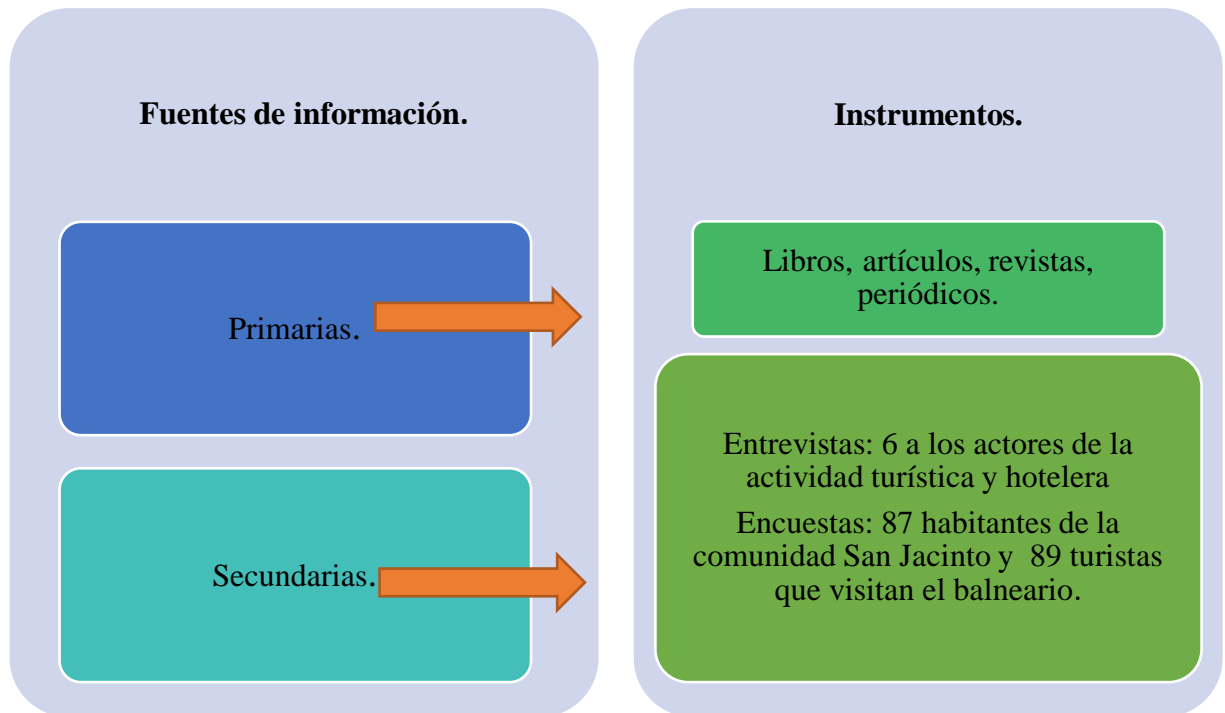 Fuentes de información.
Primarias.
Secundarias.
Instrumentos.
Libros, artículos, revistas,
periódicos.
Entrevistas: 6 a los actores de la
actividad turística y hotelera
Encuestas: 87 habitantes de la
comunidad San Jacinto y 89 turistas
que visitan el balneario.